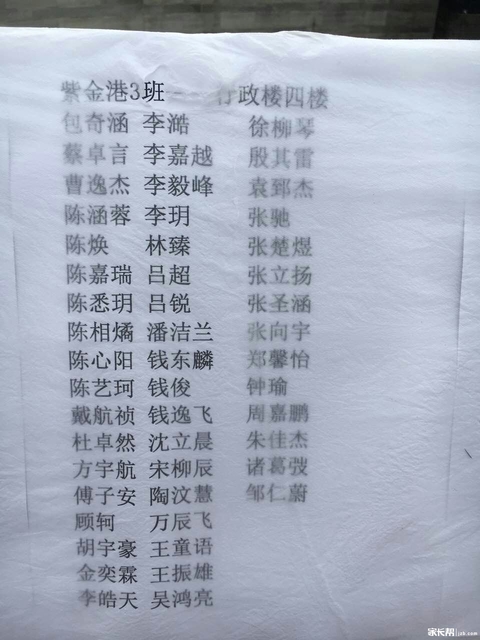 紫金港3班----行政楼四楼
包奇涵 李澔 徐柳琴
蔡卓言 李嘉越 殷其雷
曹逸杰 李毅峰 袁郅杰
陈涵蓉 李玥 张驰
陈焕 林臻 张楚煜
陈嘉瑞 吕超 张立扬
陈悉玥 吕锐 张圣涵
陈相燏 潘洁兰 张向宇
陈心阳 钱东麟 郑馨怡
陈艺珂 钱俊 钟瑜
戴航祯 钱逸飞 周嘉鹏
杜卓然 沈立晨 朱佳杰
方宇航 宋柳辰 诸葛弢
傅子安 陶汶慧 邹仁蔚
顾轲 万辰飞
胡宇豪 王童语
金奕霖 王振雄
李皓天 吴鸿亮
家长帮 jzb.com